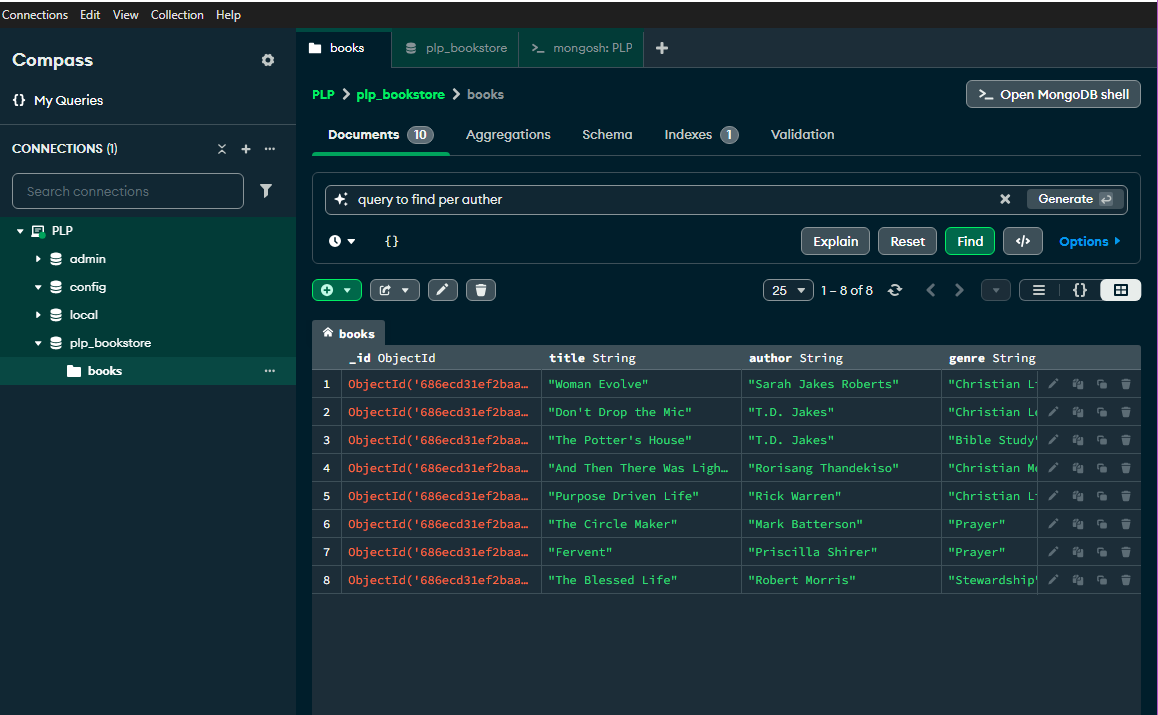 Connections Edit View Collection Help
Compass
{} My Queries
CONNECTIONS (1)
Search connections
PLP
admin
config
local
plp_bookstore
books
books plp_bookstore >_ mongosh: PLP +
PLP > plp_bookstore > books
>_ Open MongoDB shell
Documents 10 Aggregations Schema Indexes 1 Validation
query to find per auther
Generate
{}
Explain Reset Find </> Options
25 1 – 8 of 8 {}
books
_id ObjectId title String author String genre String
1 ObjectId('686ecd31ef2baa… "Woman Evolve" "Sarah Jakes Roberts" "Christian Li
2 ObjectId('686ecd31ef2baa… "Don't Drop the Mic" "T.D. Jakes" "Christian Le
3 ObjectId('686ecd31ef2baa… "The Potter's House" "T.D. Jakes" "Bible Study"
4 ObjectId('686ecd31ef2baa… "And Then There Was Ligh… "Rorisang Thandekiso" "Christian Me
5 ObjectId('686ecd31ef2baa… "Purpose Driven Life" "Rick Warren" "Christian Li
6 ObjectId('686ecd31ef2baa… "The Circle Maker" "Mark Batterson" "Prayer"
7 ObjectId('686ecd31ef2baa… "Fervent" "Priscilla Shirer" "Prayer"
8 ObjectId('686ecd31ef2baa… "The Blessed Life" "Robert Morris" "Stewardship"